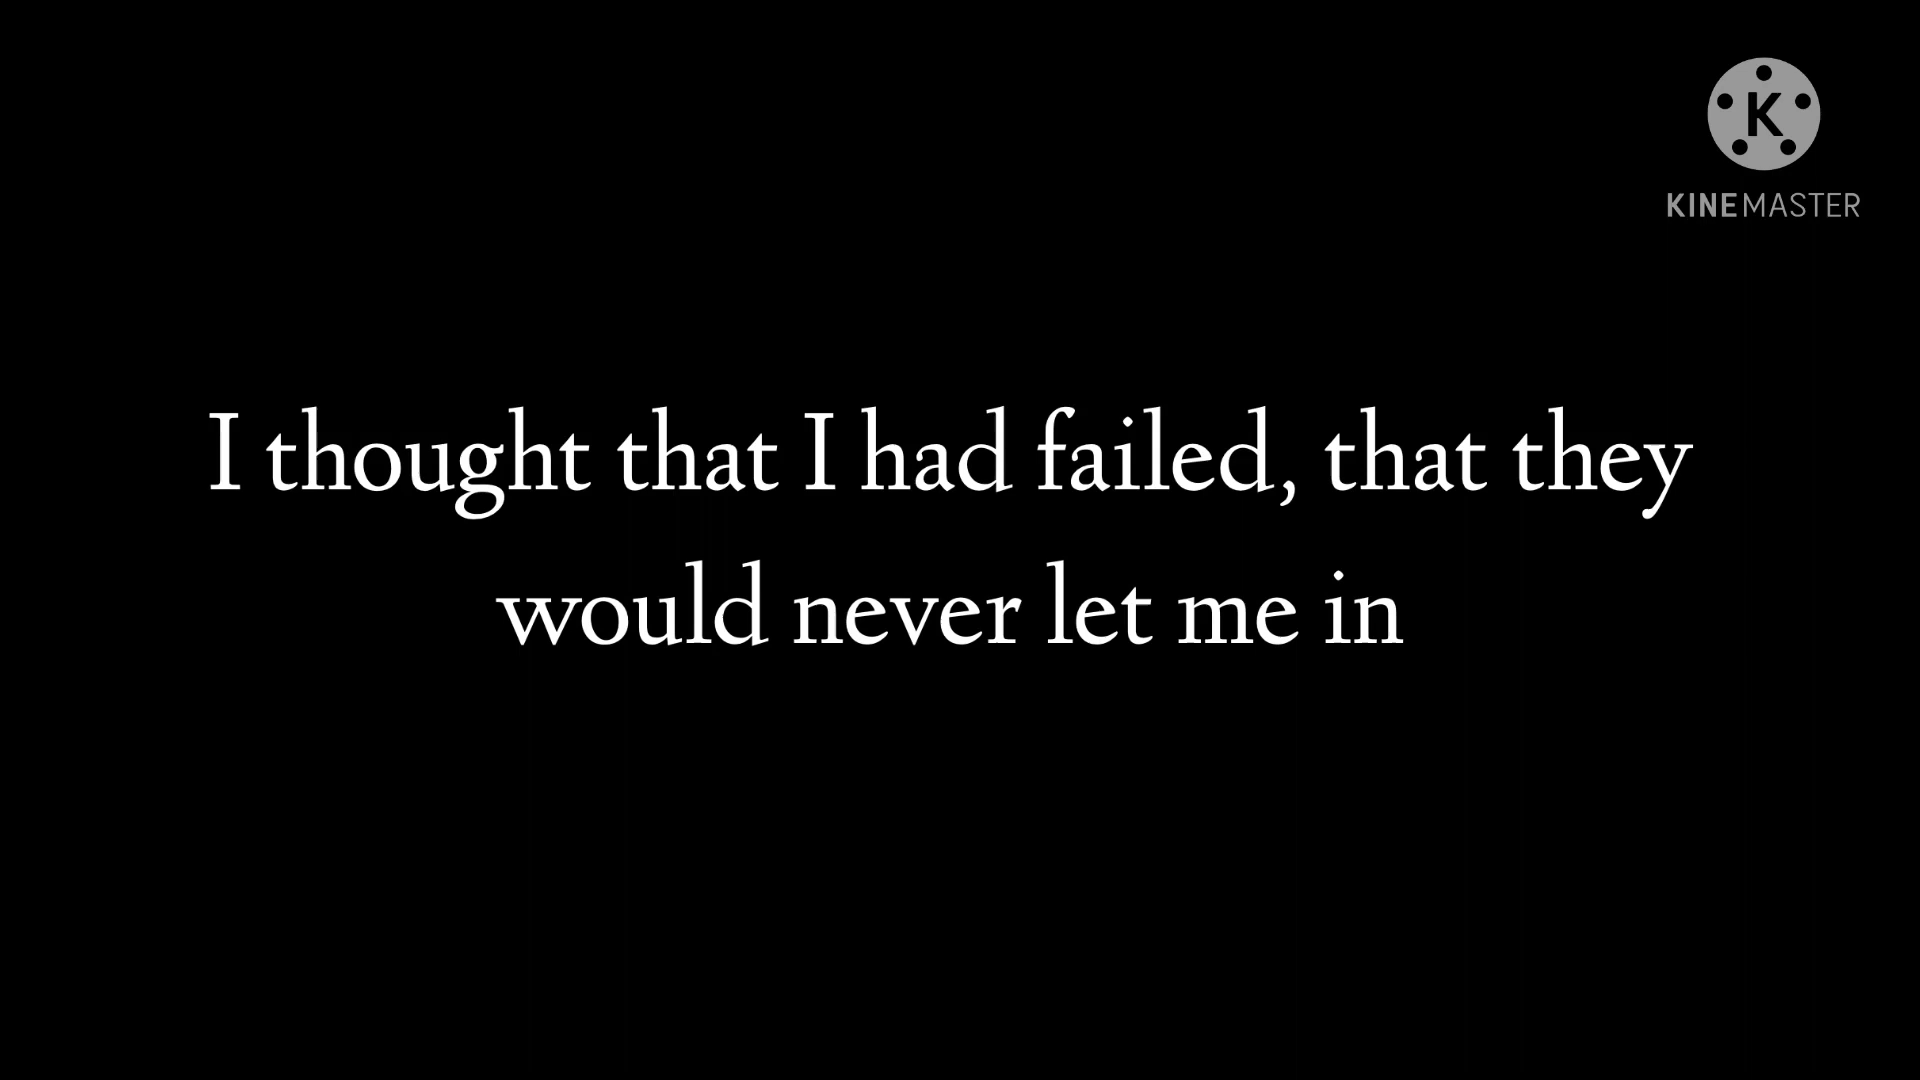 K
KINEMASTER
I thought that I had failed, that they
would never let me in